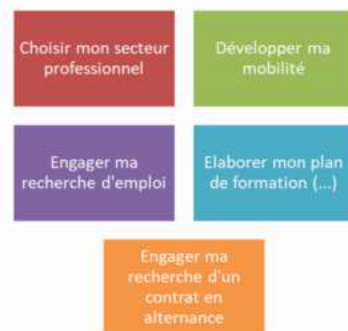 Choisir mon secteur
professionnel
Développer ma
mobilité
Engager ma
recherche d'emploi
Elaborer mon plan
de formation (...)
Engager ma
recherche d'un
contrat en
alternance